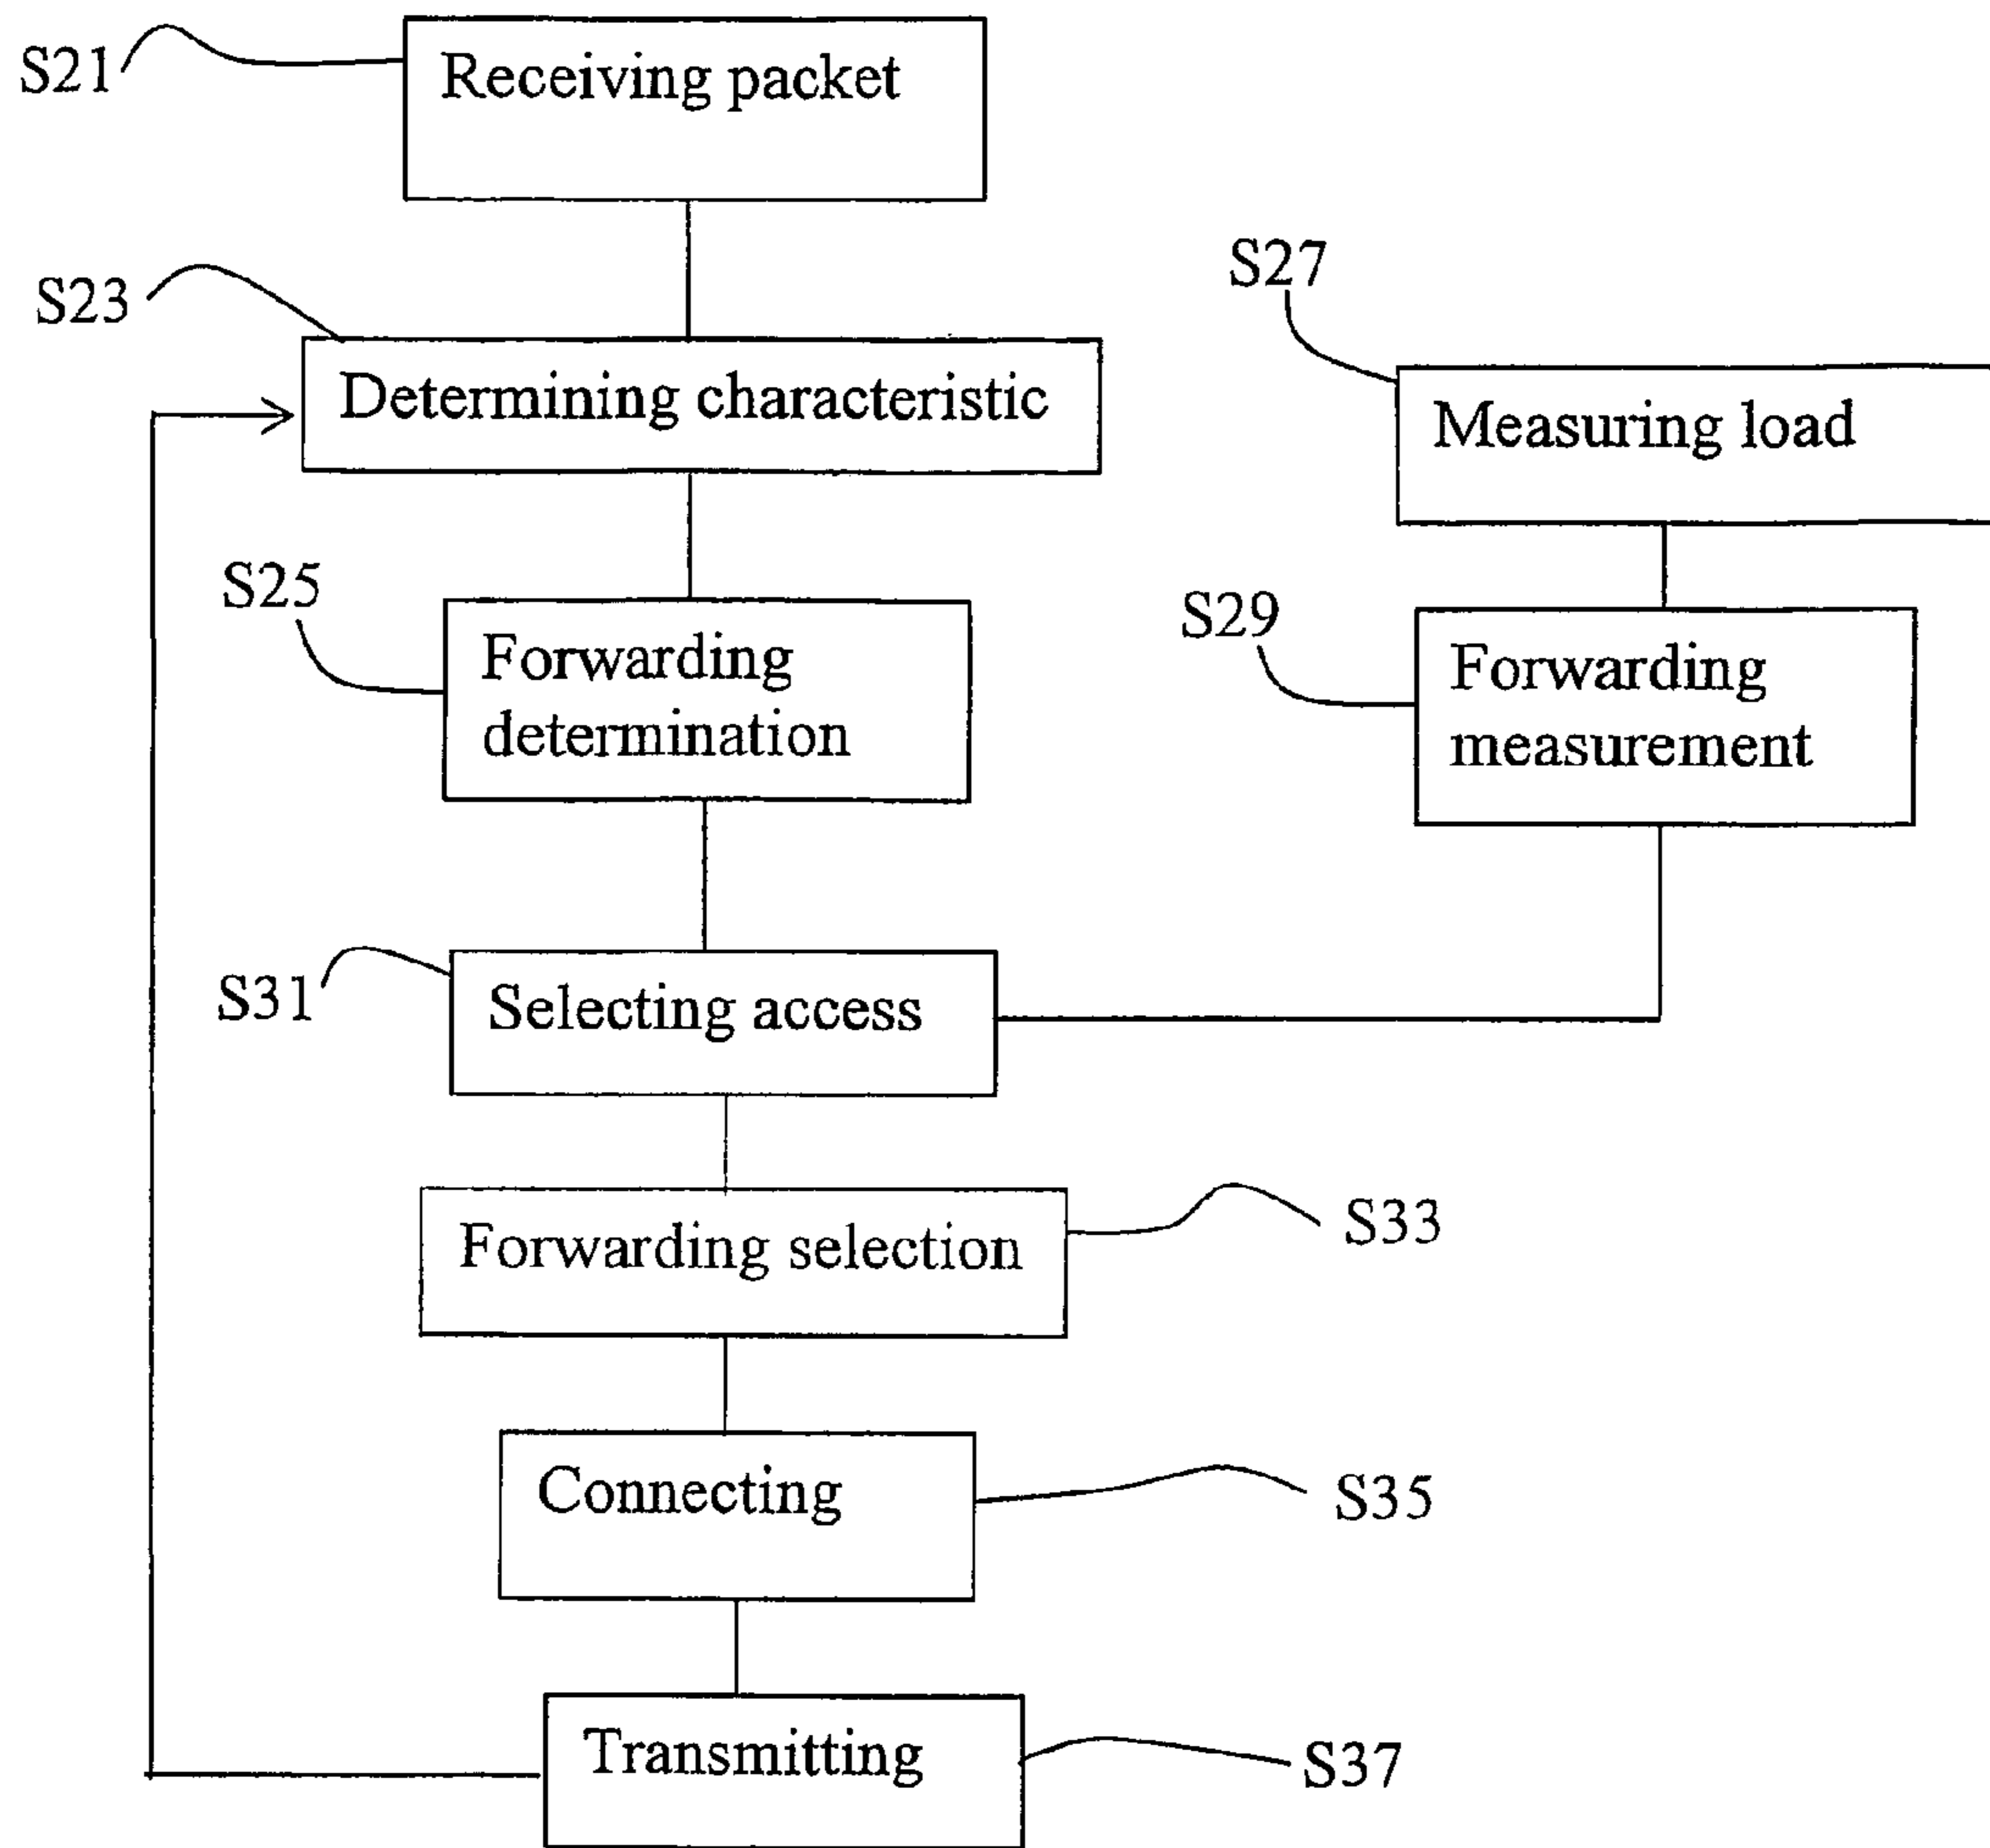 S21
Receiving packet
S23
Determining characteristic
S27
Measuring load
S25
Forwarding
determination
S29
Forwarding
measurement
S31
Selecting access
Forwarding selection
S33
Connecting
S35
Transmitting
S37